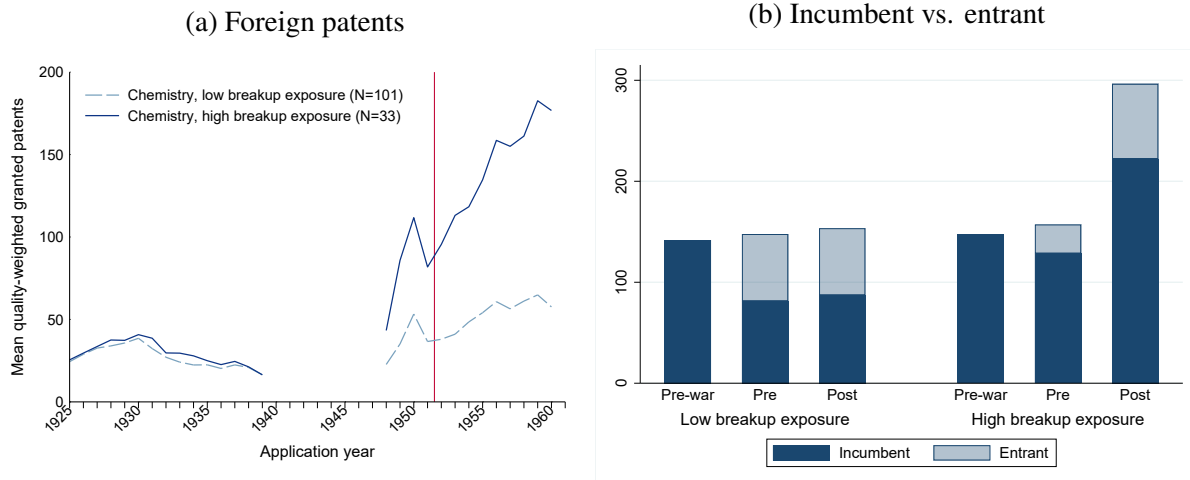 (a) Foreign patents
Mean quality-weighted granted patents
200
150
100
50
0
Chemistry, low breakup exposure (N=101)
Chemistry, high breakup exposure (N=33)
1925
1930
1935
1940
1945
1950
1955
1960
Application year
(b) Incumbent vs. entrant
300
200
100
0
Pre-war Pre Post Pre-war Pre Post
Low breakup exposure High breakup exposure
Incumbent Entrant